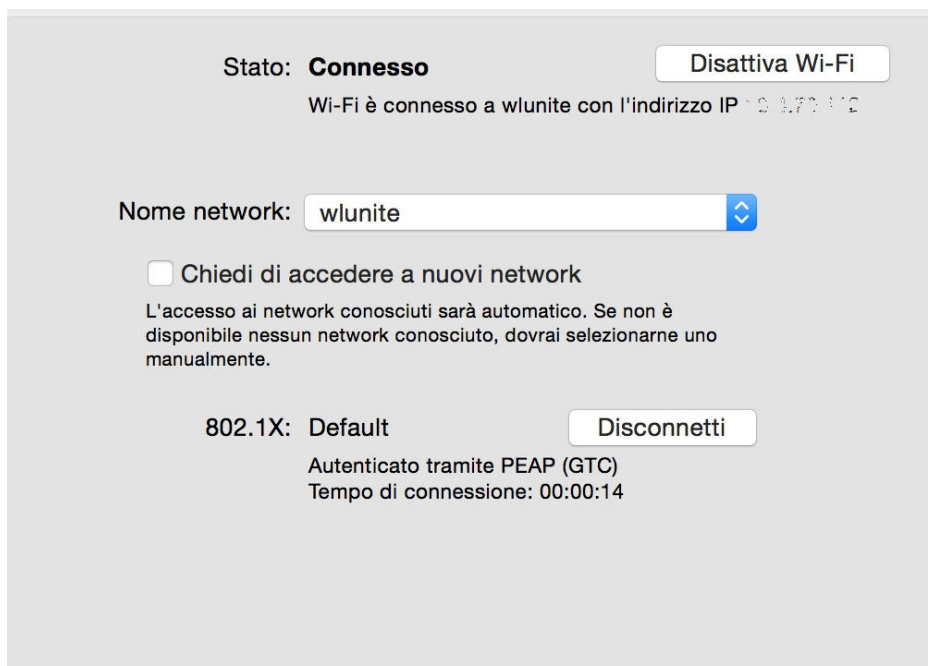 Stato: Connesso Disattiva Wi-Fi
Wi-Fi è connesso a wlunite con l'indirizzo IP
Nome network: wlunite
Chiedi di accedere a nuovi network
L'accesso ai network conosciuti sarà automatico. Se non è
disponibile nessun network conosciuto, dovrai selezionarne uno
manualmente.
802.1X: Default Disconnetti
Autenticato tramite PEAP (GTC)
Tempo di connessione: 00:00:14